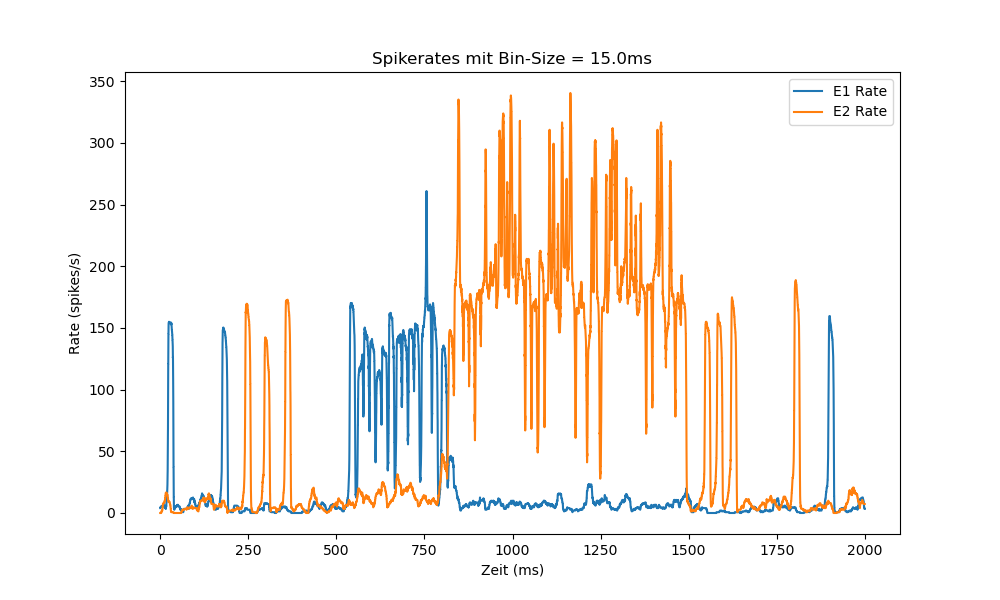 Spikerates mit Bin-Size = 15.0ms
350
300
250
200
150
100
50
0
Rate (spikes/s)
E1 Rate
E2 Rate
0 250 500 750 1000 1250 1500 1750 2000
Zeit (ms)